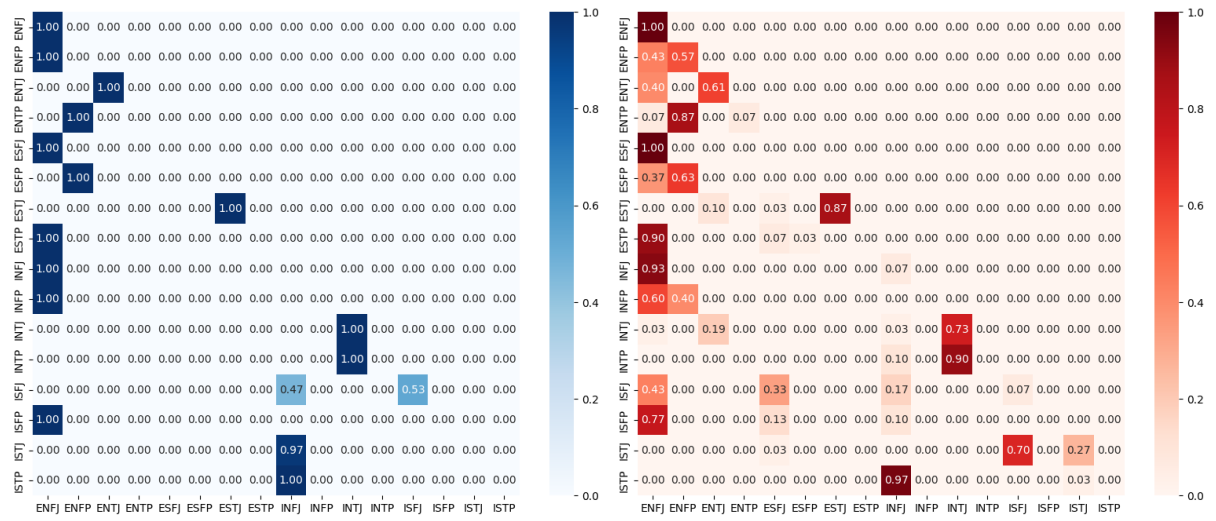 ENFJ 1.00 0.00 0.00 0.00 0.00 0.00 0.00 0.00 0.00 0.00 0.00 0.00 0.00 0.00 0.00 0.00
ENFP 1.00 0.00 0.00 0.00 0.00 0.00 0.00 0.00 0.00 0.00 0.00 0.00 0.00 0.00 0.00 0.00
ENTJ 0.00 0.00 1.00 0.00 0.00 0.00 0.00 0.00 0.00 0.00 0.00 0.00 0.00 0.00 0.00 0.00
ENTP 0.00 1.00 0.00 0.00 0.00 0.00 0.00 0.00 0.00 0.00 0.00 0.00 0.00 0.00 0.00 0.00
ESFJ 1.00 0.00 0.00 0.00 0.00 0.00 0.00 0.00 0.00 0.00 0.00 0.00 0.00 0.00 0.00 0.00
ESFP 0.00 1.00 0.00 0.00 0.00 0.00 0.00 0.00 0.00 0.00 0.00 0.00 0.00 0.00 0.00 0.00
ESTJ 0.00 0.00 0.00 0.00 0.00 0.00 1.00 0.00 0.00 0.00 0.00 0.00 0.00 0.00 0.00 0.00
ESTP 1.00 0.00 0.00 0.00 0.00 0.00 0.00 0.00 0.00 0.00 0.00 0.00 0.00 0.00 0.00 0.00
INFJ 1.00 0.00 0.00 0.00 0.00 0.00 0.00 0.00 0.00 0.00 0.00 0.00 0.00 0.00 0.00 0.00
INFP 1.00 0.00 0.00 0.00 0.00 0.00 0.00 0.00 0.00 0.00 0.00 0.00 0.00 0.00 0.00 0.00
INTJ 0.00 0.00 0.00 0.00 0.00 0.00 0.00 0.00 0.00 0.00 1.00 0.00 0.00 0.00 0.00 0.00
INTP 0.00 0.00 0.00 0.00 0.00 0.00 0.00 0.00 0.00 0.00 1.00 0.00 0.00 0.00 0.00 0.00
ISFJ 0.00 0.00 0.00 0.00 0.00 0.00 0.00 0.00 0.47 0.00 0.00 0.00 0.53 0.00 0.00 0.00
ISFP 1.00 0.00 0.00 0.00 0.00 0.00 0.00 0.00 0.00 0.00 0.00 0.00 0.00 0.00 0.00 0.00
ISTJ 0.00 0.00 0.00 0.00 0.00 0.00 0.00 0.00 0.97 0.00 0.00 0.00 0.00 0.00 0.00 0.00
ISTP 0.00 0.00 0.00 0.00 0.00 0.00 0.00 0.00 1.00 0.00 0.00 0.00 0.00 0.00 0.00 0.00
ENFJ ENFP ENTJ ENTP ESFJ ESFP ESTJ ESTP INFJ INFP INTJ INTP ISFJ ISFP ISTJ ISTP
1.0
0.8
0.6
0.4
0.2
0.0
ENFJ 1.00 0.00 0.00 0.00 0.00 0.00 0.00 0.00 0.00 0.00 0.00 0.00 0.00 0.00 0.00 0.00
ENFP 0.43 0.57 0.00 0.00 0.00 0.00 0.00 0.00 0.00 0.00 0.00 0.00 0.00 0.00 0.00 0.00
ENTJ 0.40 0.00 0.61 0.00 0.00 0.00 0.00 0.00 0.00 0.00 0.00 0.00 0.00 0.00 0.00 0.00
ENTP 0.07 0.87 0.00 0.07 0.00 0.00 0.00 0.00 0.00 0.00 0.00 0.00 0.00 0.00 0.00 0.00
ESFJ 1.00 0.00 0.00 0.00 0.00 0.00 0.00 0.00 0.00 0.00 0.00 0.00 0.00 0.00 0.00 0.00
ESFP 0.37 0.63 0.00 0.00 0.00 0.00 0.00 0.00 0.00 0.00 0.00 0.00 0.00 0.00 0.00 0.00
ESTJ 0.00 0.00 0.10 0.00 0.03 0.00 0.87 0.00 0.00 0.00 0.00 0.00 0.00 0.00 0.00 0.00
ESTP 0.90 0.00 0.00 0.00 0.07 0.03 0.00 0.00 0.00 0.00 0.00 0.00 0.00 0.00 0.00 0.00
INFJ 0.93 0.00 0.00 0.00 0.00 0.00 0.00 0.00 0.07 0.00 0.00 0.00 0.00 0.00 0.00 0.00
INFP 0.60 0.40 0.00 0.00 0.00 0.00 0.00 0.00 0.00 0.00 0.00 0.00 0.00 0.00 0.00 0.00
INTJ 0.03 0.00 0.19 0.00 0.00 0.00 0.00 0.00 0.03 0.00 0.73 0.00 0.00 0.00 0.00 0.00
INTP 0.00 0.00 0.00 0.00 0.00 0.00 0.00 0.00 0.10 0.00 0.90 0.00 0.00 0.00 0.00 0.00
ISFJ 0.43 0.00 0.00 0.00 0.33 0.00 0.00 0.00 0.17 0.00 0.00 0.00 0.07 0.00 0.00 0.00
ISFP 0.77 0.00 0.00 0.00 0.13 0.00 0.00 0.00 0.10 0.00 0.00 0.00 0.00 0.00 0.00 0.00
ISTJ 0.00 0.00 0.00 0.00 0.03 0.00 0.00 0.00 0.00 0.00 0.00 0.00 0.70 0.00 0.27 0.00
ISTP 0.00 0.00 0.00 0.00 0.00 0.00 0.00 0.00 0.97 0.00 0.00 0.00 0.00 0.00 0.03 0.00
ENFJ ENFP ENTJ ENTP ESFJ ESFP ESTJ ESTP INFJ INFP INTJ INTP ISFJ ISFP ISTJ ISTP
1.0
0.8
0.6
0.4
0.2
0.0